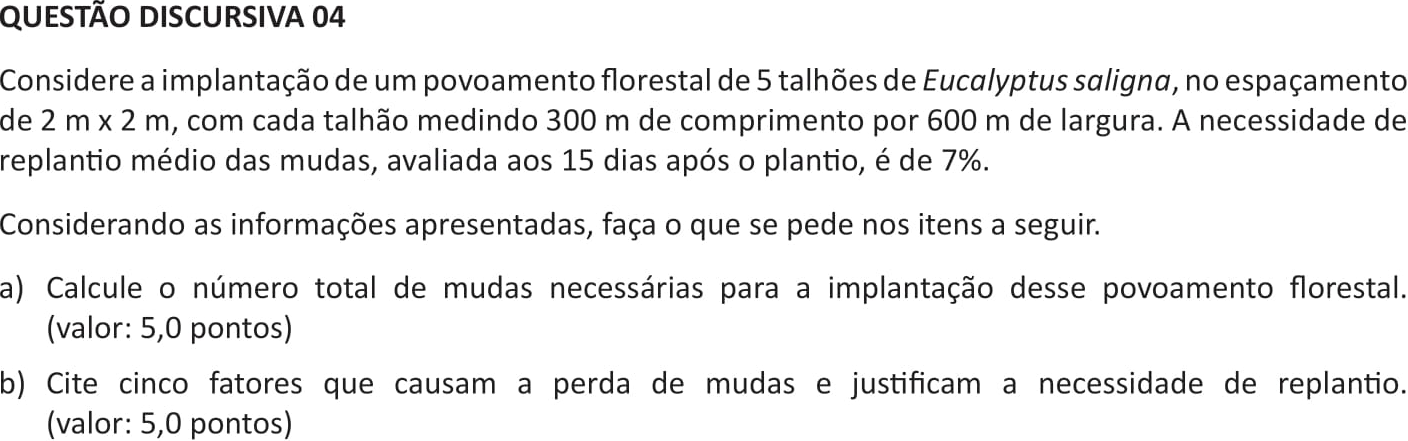 QUESTÃO DISCURSIVA 04
Considere a implantação de um povoamento florestal de 5 talhões de Eucalyptus saligna, no espaçamento
de 2 m x 2 m, com cada talhão medindo 300 m de comprimento por 600 m de largura. A necessidade de
replantio médio das mudas, avaliada aos 15 dias após o plantio, é de 7%.
Considerando as informações apresentadas, faça o que se pede nos itens a seguir.
a) Calcule o número total de mudas necessárias para a implantação desse povoamento florestal.
(valor: 5,0 pontos)
b) Cite cinco fatores que causam a perda de mudas e justificam a necessidade de replantio.
(valor: 5,0 pontos)